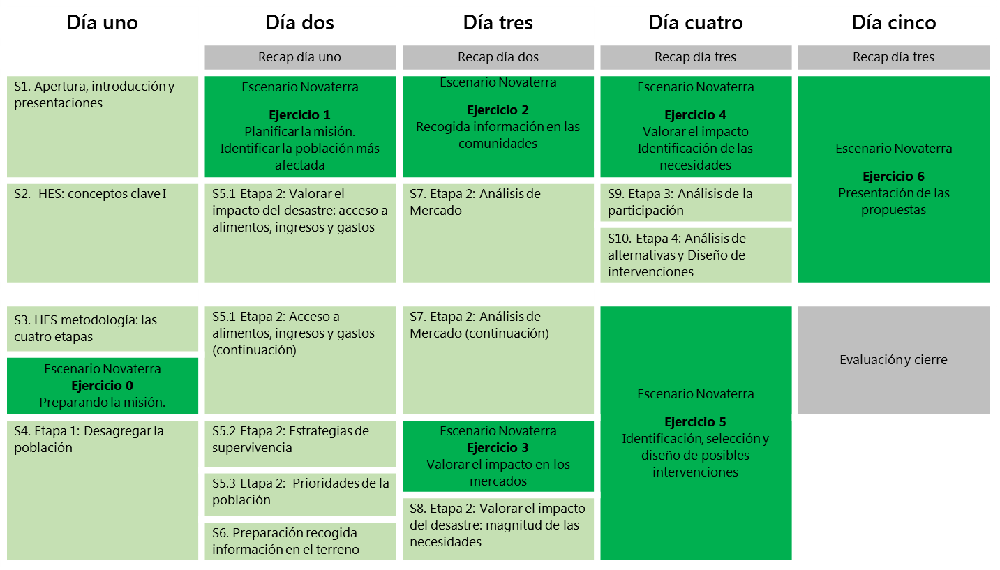 Día uno
Día dos
Día tres
Día cuatro
Día cinco
Recap día uno
Recap día dos
Recap día tres
Recap día tres
S1. Apertura, introducción y
presentaciones
Escenario Novaterra
Ejercicio 1
Planificar la misión.
Identificar la población más
afectada
Escenario Novaterra
Ejercicio 2
Recogida información en las
comunidades
Escenario Novaterra
Ejercicio 4
Valorar el impacto
Identificación de las
necesidades
Escenario Novaterra
Ejercicio 6
Presentación de las
propuestas
S2. HES: conceptos clave I
S5.1 Etapa 2: Valorar el
impacto del desastre: acceso a
alimentos, ingresos y gastos
S7. Etapa 2: Análisis de
Mercado
S9. Etapa 3: Análisis de la
participación
S10. Etapa 4: Análisis de
alternativas y Diseño de
intervenciones
S3. HES metodología: las
cuatro etapas
Escenario Novaterra
Ejercicio 0
Preparando la misión.
S4. Etapa 1: Desagregar la
población
S5.1 Etapa 2: Acceso a
alimentos, ingresos y gastos
(continuación)
S5.2 Etapa 2: Estrategias de
supervivencia
S5.3 Etapa 2: Prioridades de la
población
S6. Preparación recogida
información en el terreno
S7. Etapa 2: Análisis de
Mercado (continuación)
Escenario Novaterra
Ejercicio 3
Valorar el impacto en los
mercados
S8. Etapa 2: Valorar el impacto
del desastre: magnitud de las
necesidades
Escenario Novaterra
Ejercicio 5
Identificación, selección y
diseño de posibles
intervenciones
Evaluación y cierre